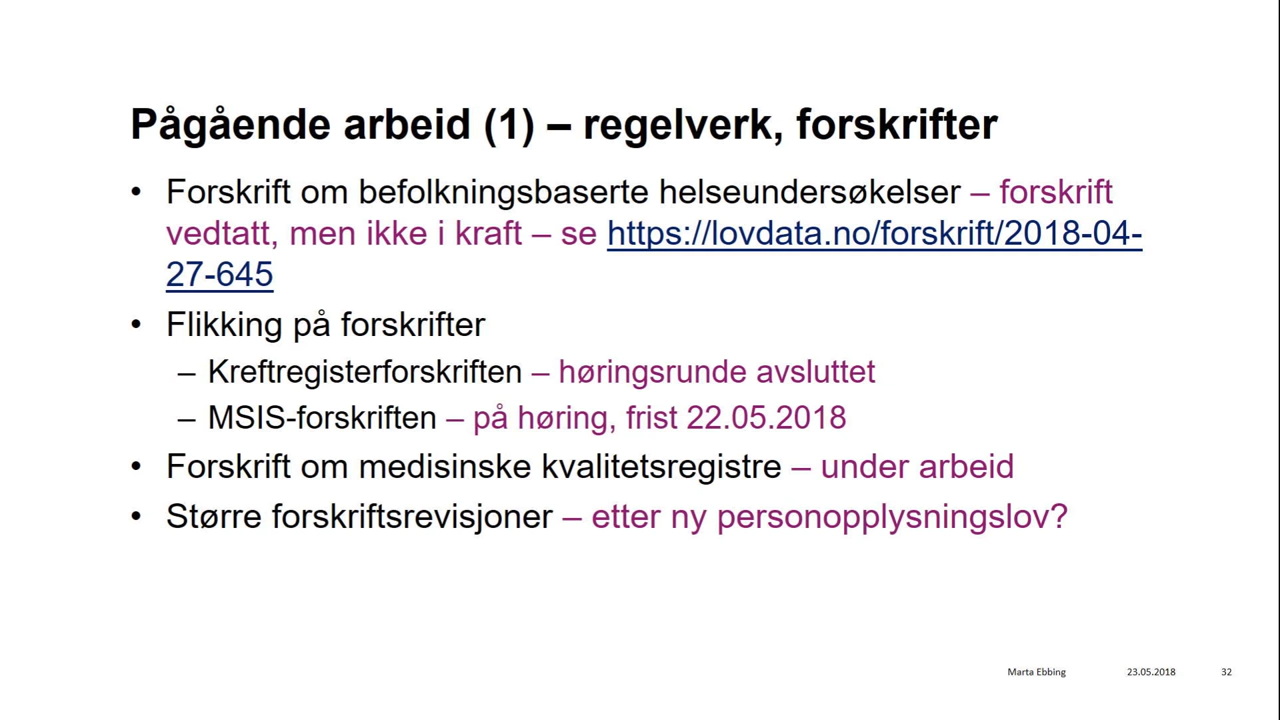 Pågående arbeid (1) – regelverk, forskrifter
• Forskrift om befolkningsbaserte helseundersøkelser – forskrift
vedtatt, men ikke i kraft – se https://lovdata.no/forskrift/2018-04-
27-645
• Flikking på forskrifter
– Kreftregisterforskriften – høringsrunde avsluttet
– MSIS-forskriften – på høring, frist 22.05.2018
• Forskrift om medisinske kvalitetsregistre – under arbeid
• Større forskriftsrevisjoner – etter ny personopplysningslov?
Marta Ebbing 23.05.2018 32